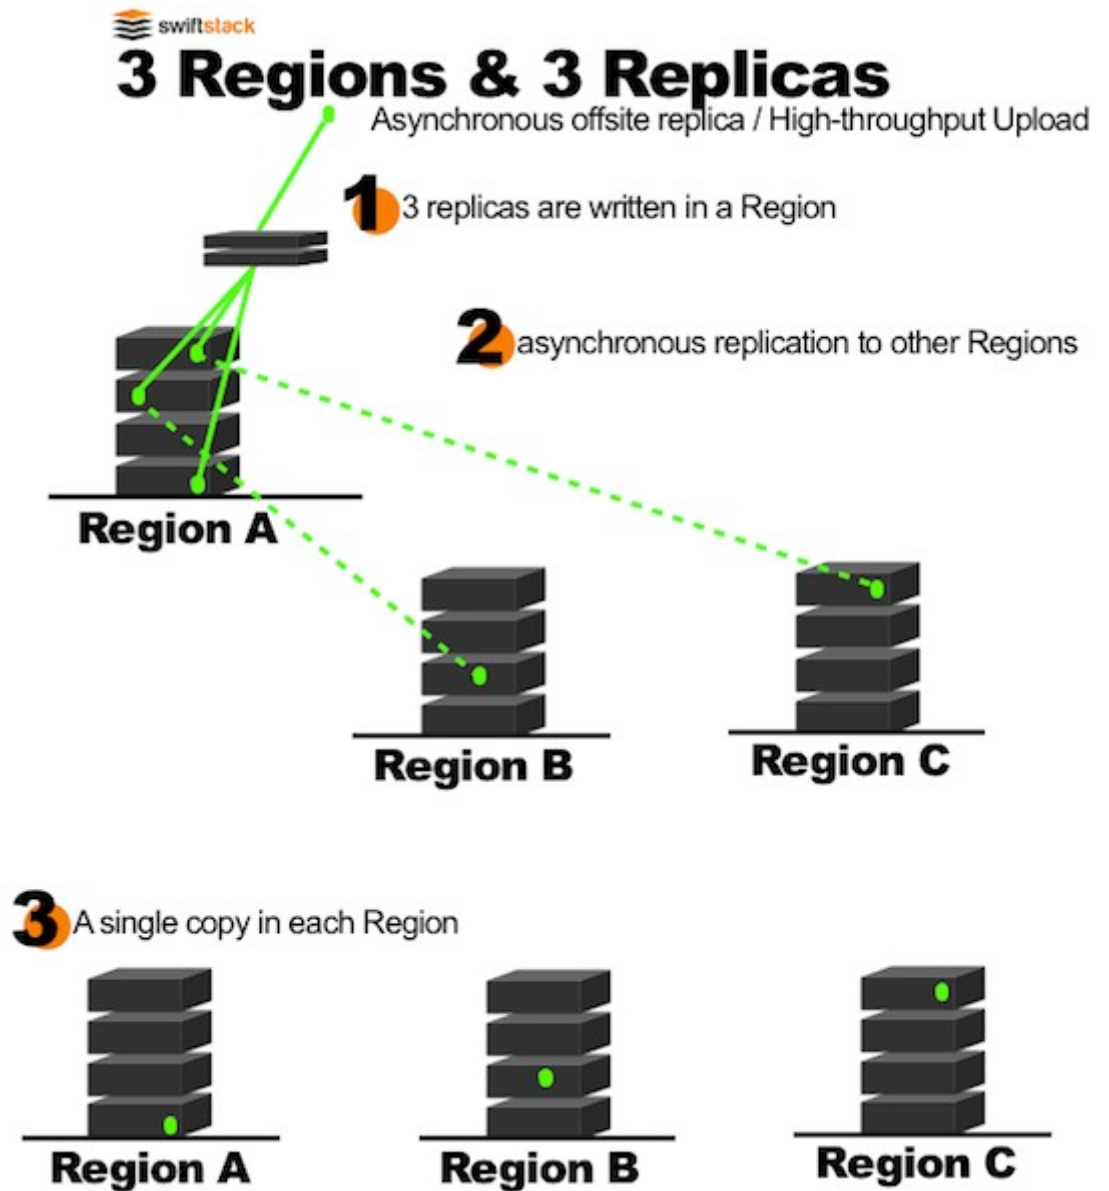 swiftstack
3 Regions & 3 Replicas
Asynchronous offsite replica / High-throughput Upload
1 3 replicas are written in a Region
2 asynchronous replication to other Regions
Region A
Region B
Region C
3 A single copy in each Region
Region A
Region B
Region C